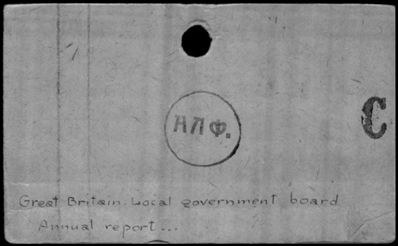 НЛФ.
C
Great Britain. Local government board
Annual report...